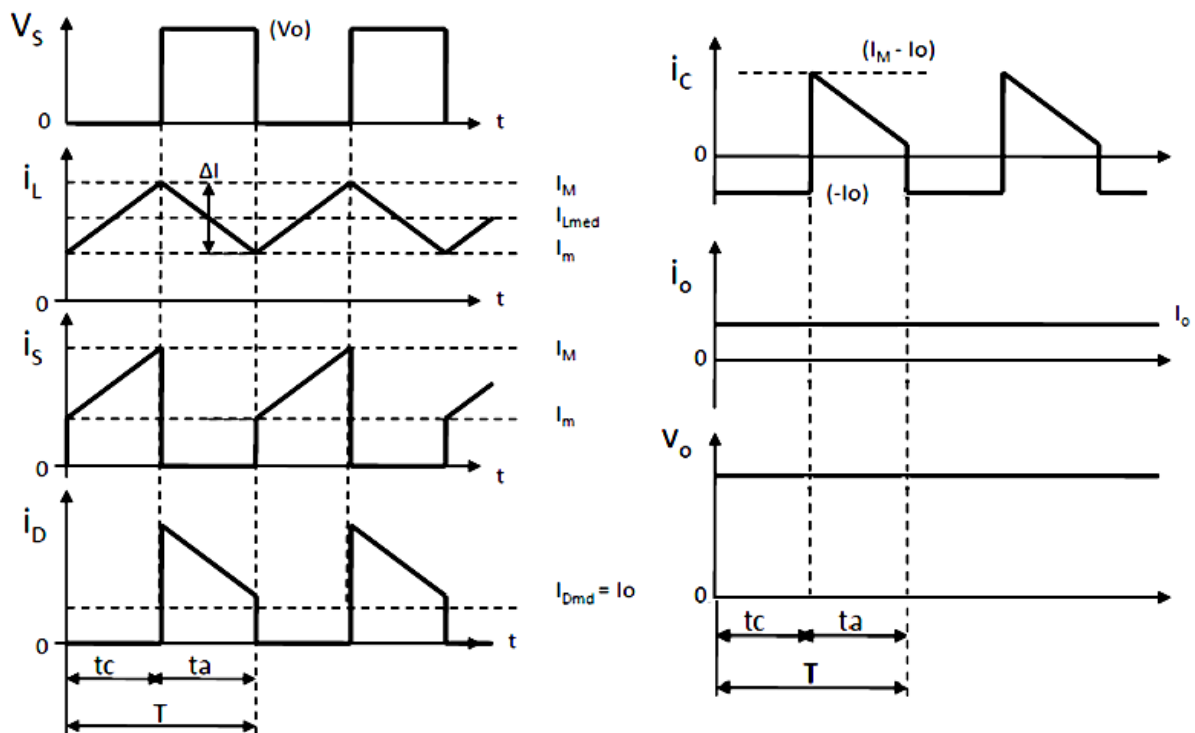 V_S
(Vo)
0
t
i_L
ΔI
I_M
I_Lmed
I_m
0
t
i_S
I_M
I_m
0
t
i_D
I_Dmd = Io
0
t
tc
ta
T
i_C
(I_M - Io)
0
(-Io)
i_o
I_o
0
V_o
0
tc
ta
T